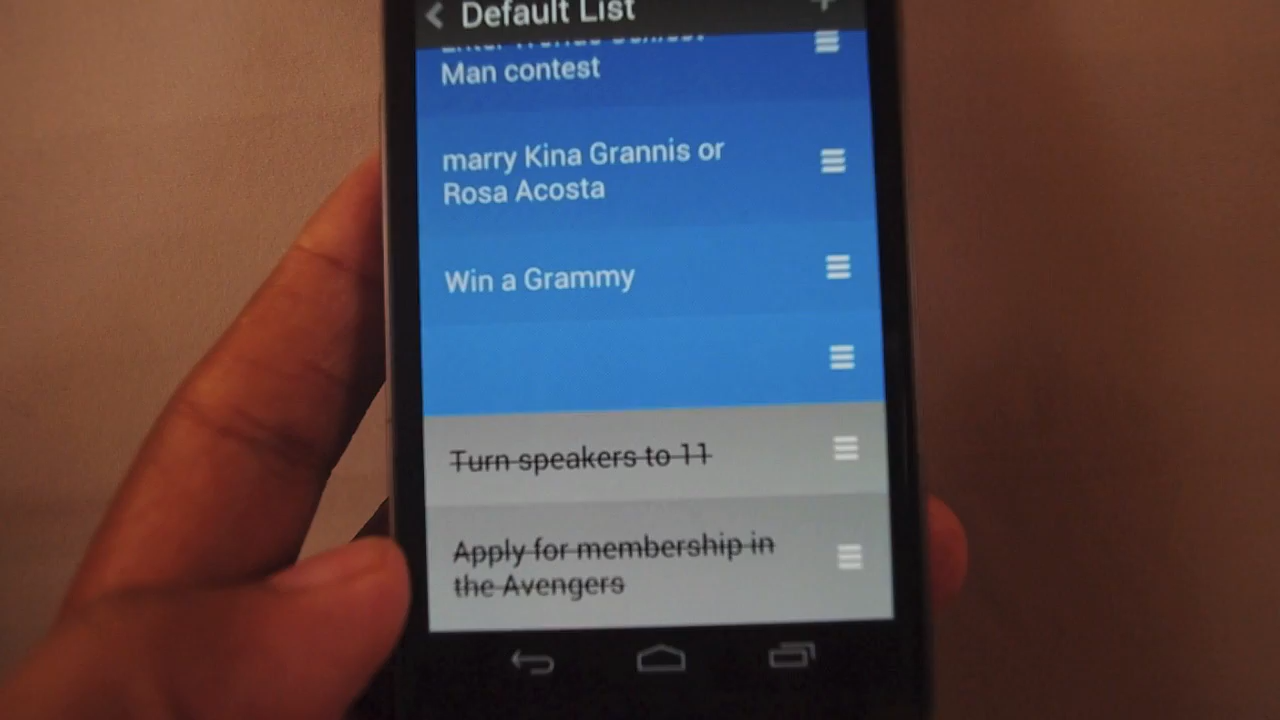 Default List
Man contest
marry Kina Grannis or
Rosa Acosta
Win a Grammy
Turn speakers to 11
Apply for membership in
the Avengers